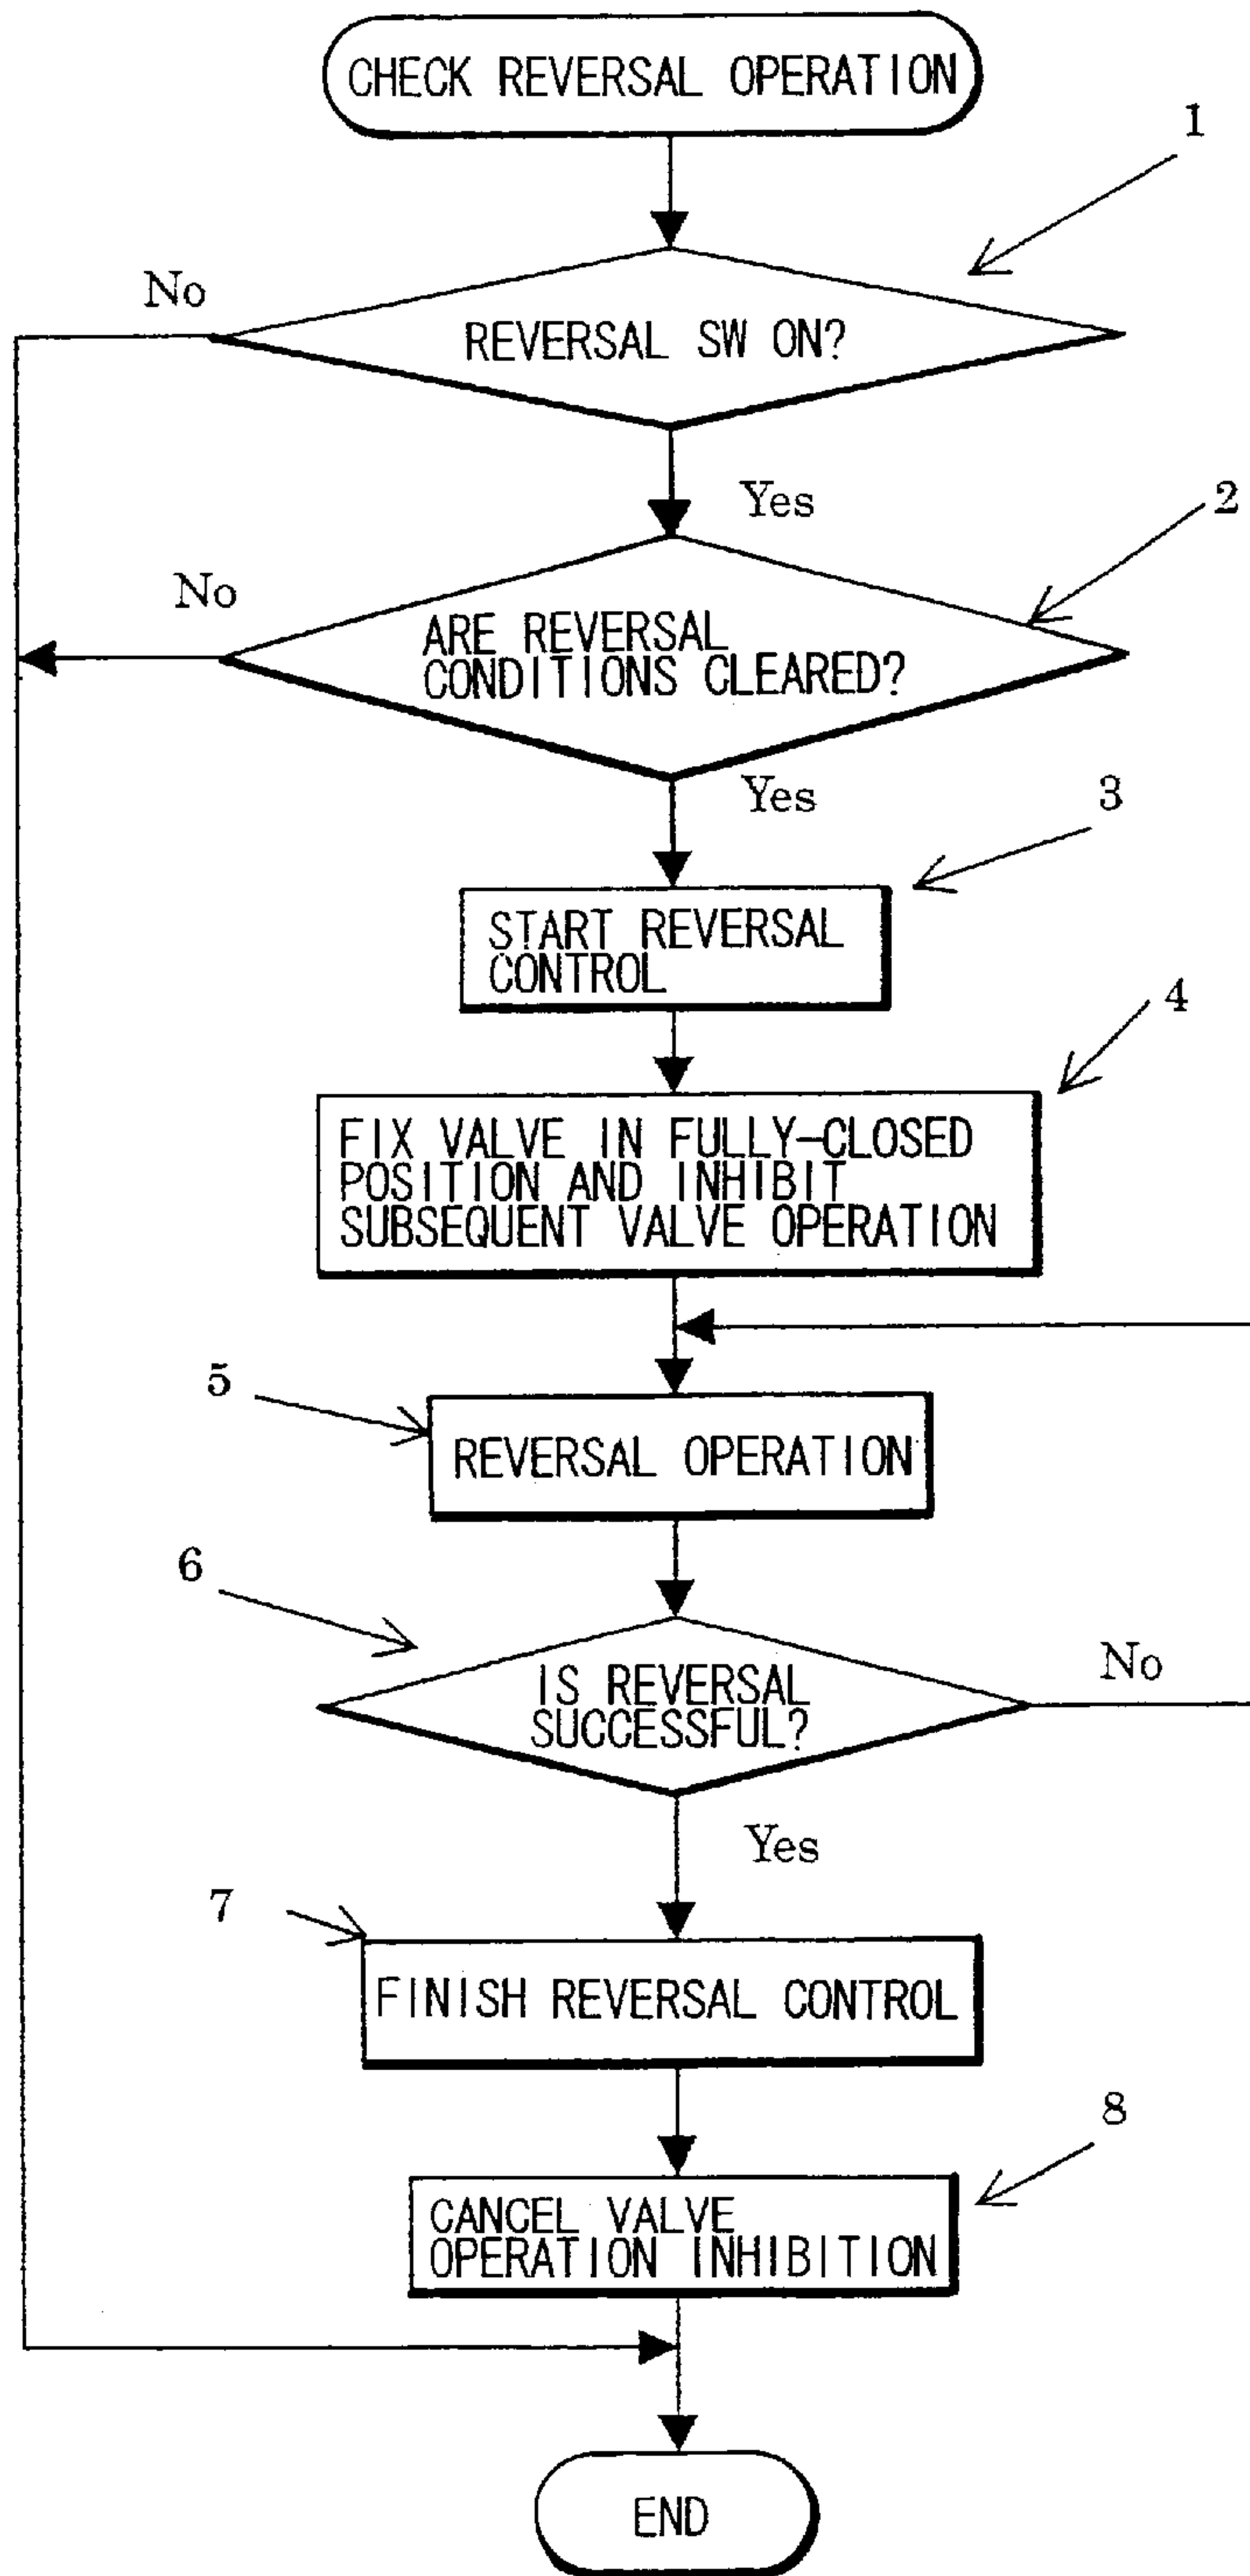 CHECK REVERSAL OPERATION
1
No
REVERSAL SW ON?
Yes
2
No
ARE REVERSAL
CONDITIONS CLEARED?
Yes
3
START REVERSAL
CONTROL
4
FIX VALVE IN FULLY-CLOSED
POSITION AND INHIBIT
SUBSEQUENT VALVE OPERATION
5
REVERSAL OPERATION
6
No
IS REVERSAL
SUCCESSFUL?
Yes
7
FINISH REVERSAL CONTROL
8
CANCEL VALVE
OPERATION INHIBITION
END